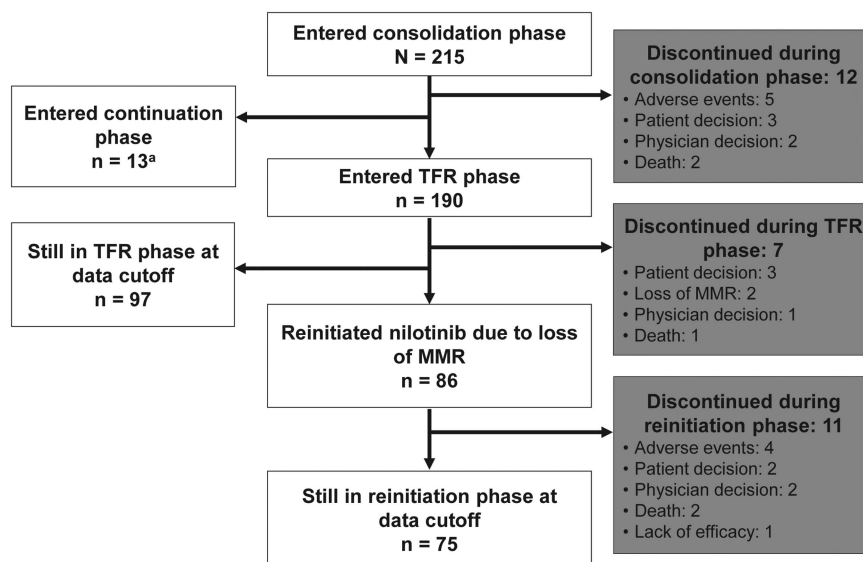 Entered consolidation phase
N = 215
Discontinued during
consolidation phase: 12
• Adverse events: 5
• Patient decision: 3
• Physician decision: 2
• Death: 2
Entered continuation
phase
n = 13ᵃ
Entered TFR phase
n = 190
Discontinued during TFR
phase: 7
• Patient decision: 3
• Loss of MMR: 2
• Physician decision: 1
• Death: 1
Still in TFR phase at
data cutoff
n = 97
Reinitiated nilotinib due to loss
of MMR
n = 86
Discontinued during
reinitiation phase: 11
• Adverse events: 4
• Patient decision: 2
• Physician decision: 2
• Death: 2
• Lack of efficacy: 1
Still in reinitiation phase at
data cutoff
n = 75